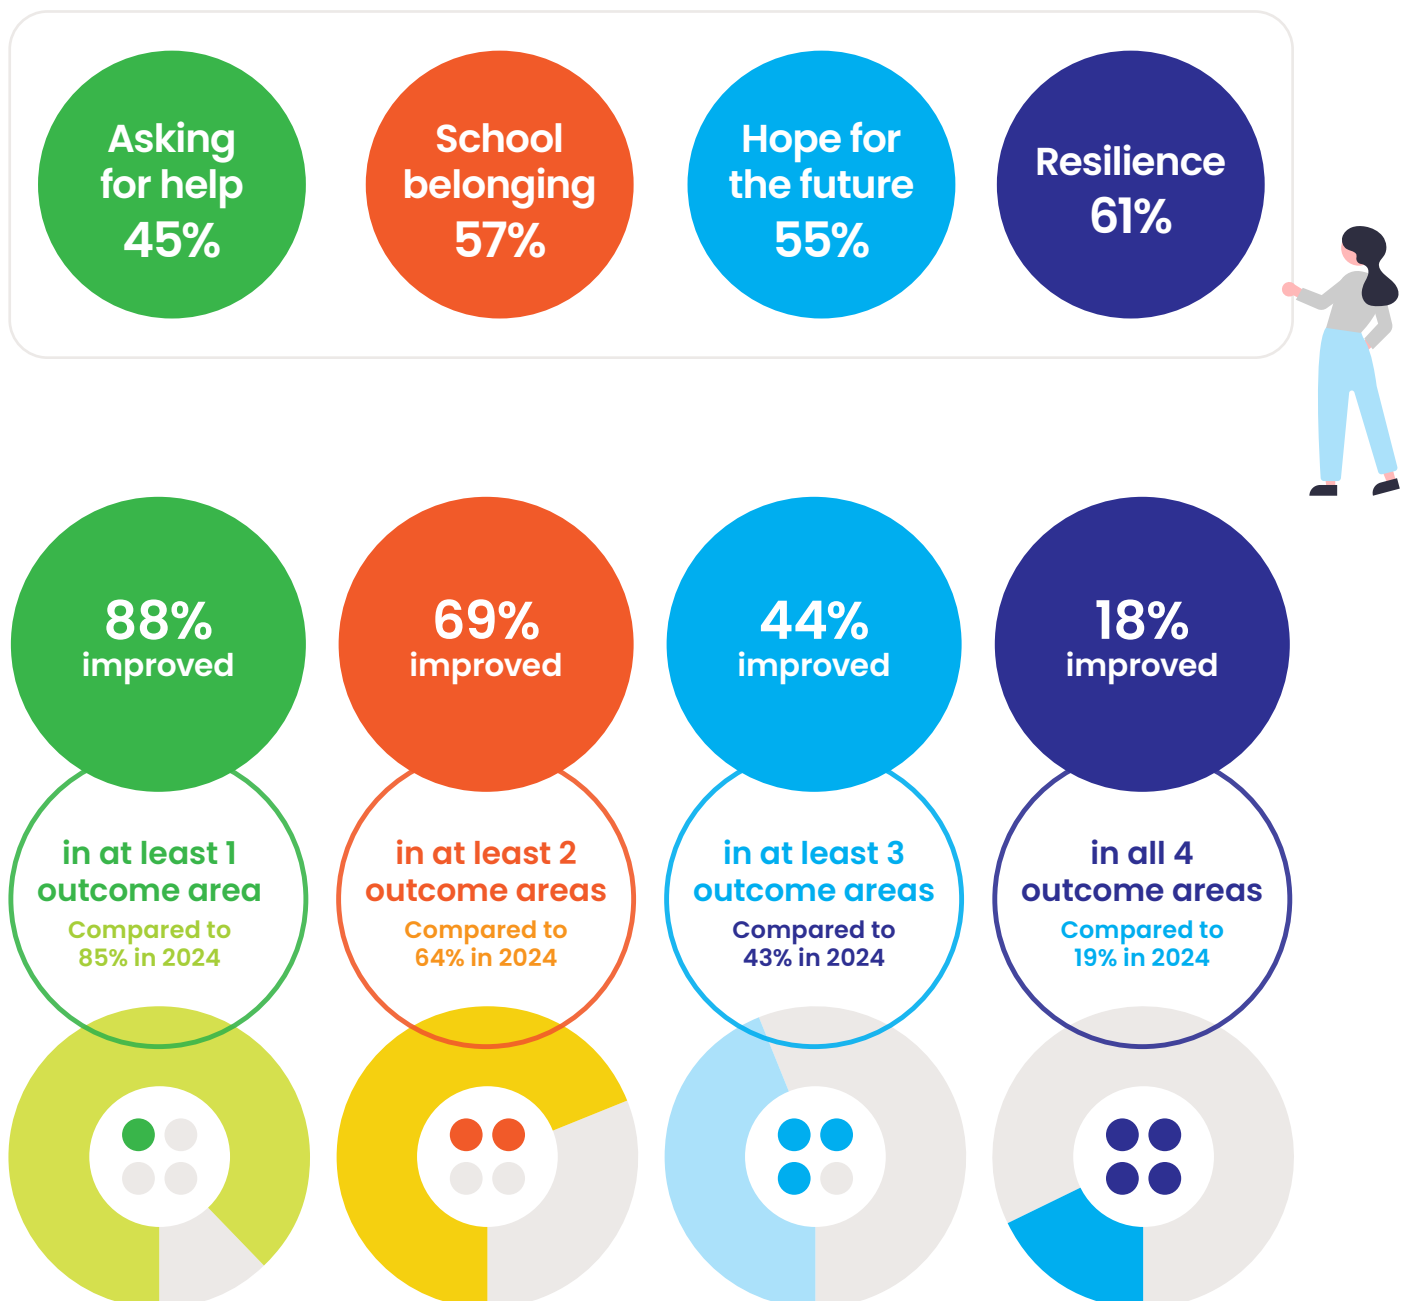 Asking
for help
45%
School
belonging
57%
Hope for
the future
55%
Resilience
61%
88%
improved
in at least 1
outcome area
Compared to
85% in 2024
69%
improved
in at least 2
outcome areas
Compared to
64% in 2024
44%
improved
in at least 3
outcome areas
Compared to
43% in 2024
18%
improved
in all 4
outcome areas
Compared to
19% in 2024